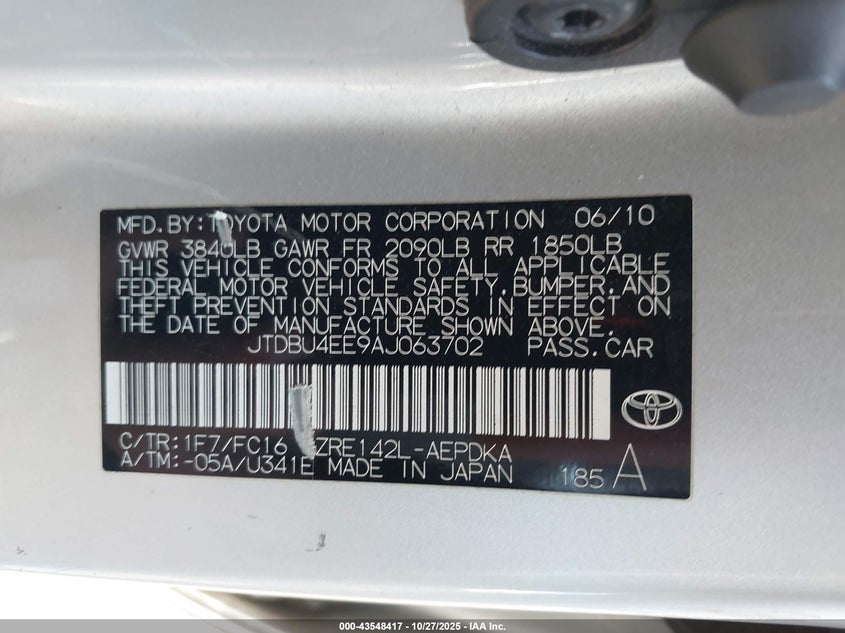 MFD.BY:TOYOTA MOTOR CORPORATION 06/10
GVWR 3840LB GAWR FR 2090LB RR 1850LB
THIS VEHICLE CONFORMS TO ALL APPLICABLE
FEDERAL MOTOR VEHICLE SAFETY,BUMPER,AND
THEFT PREVENTION STANDARDS IN EFFECT ON
THE DATE OF MANUFACTURE SHOWN ABOVE.
JTDBU4EE9AJ063702 PASS.CAR
C/TR:1F7/FC16 ZRE142L-AEPDKA
A/TM:-05A/U341E MADE IN JAPAN 185 A
000-43548417 - 10/27/2025 - IAA Inc.